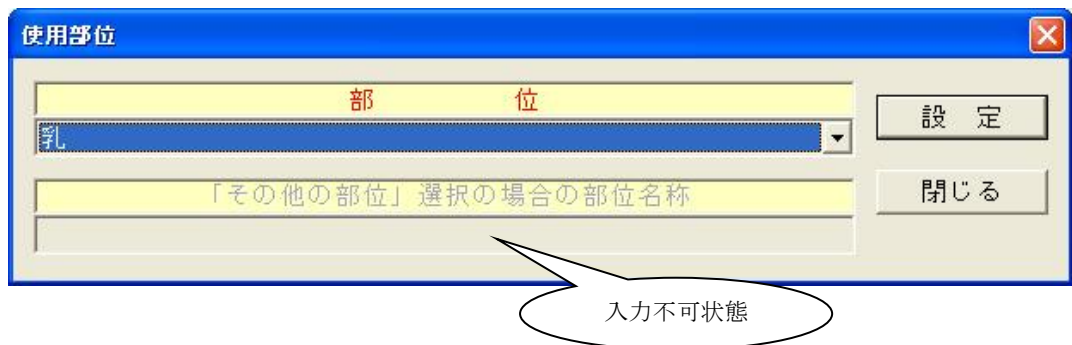 使用部位
部 位
設 定
乳
「その他の部位」選択の場合の部位名称
閉じる
入力不可状態